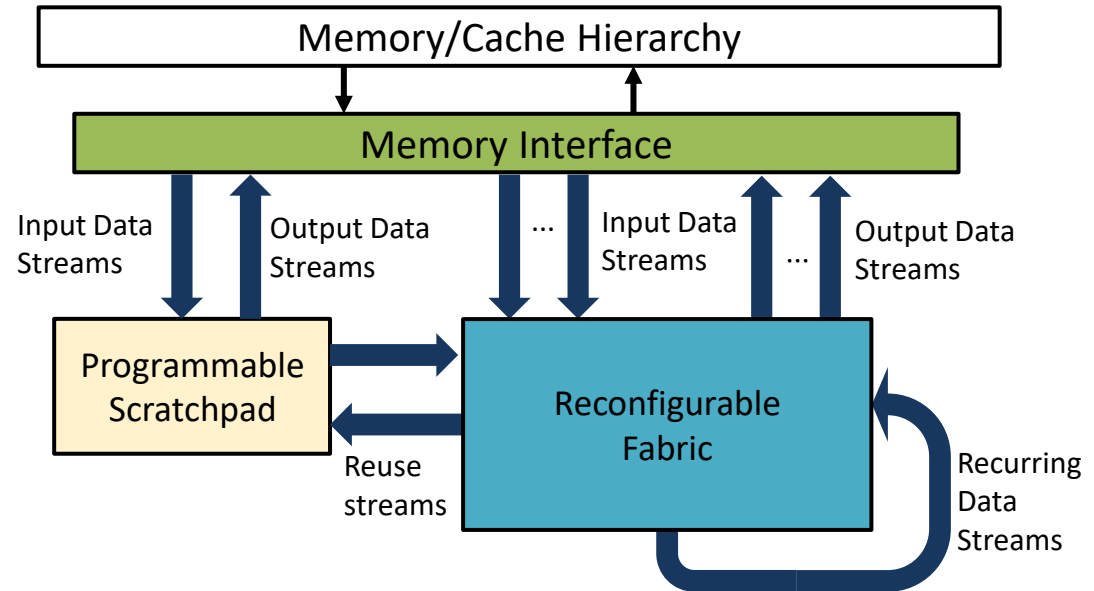 Memory/Cache Hierarchy
Memory Interface
Input Data
Streams
Output Data
Streams
...
Input Data
Streams
...
Output Data
Streams
Programmable
Scratchpad
Reconfigurable
Fabric
Reuse
streams
Recurring
Data
Streams